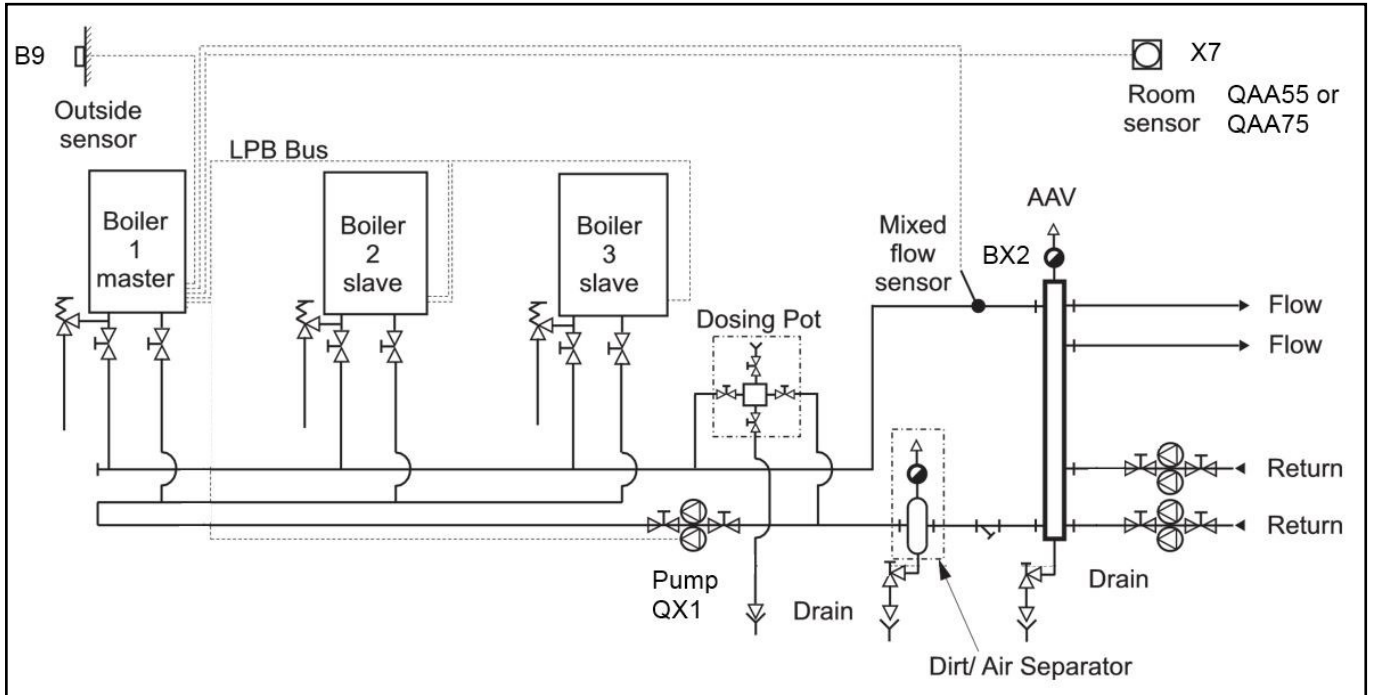 B9
Outside
sensor
X7
Room
sensor
QAA55 or
QAA75
LPB Bus
Boiler
1
master
Boiler
2
slave
Boiler
3
slave
AAV
Mixed
flow
sensor
BX2
Flow
Flow
Dosing Pot
Return
Return
Pump
QX1
Drain
Drain
Dirt/ Air Separator